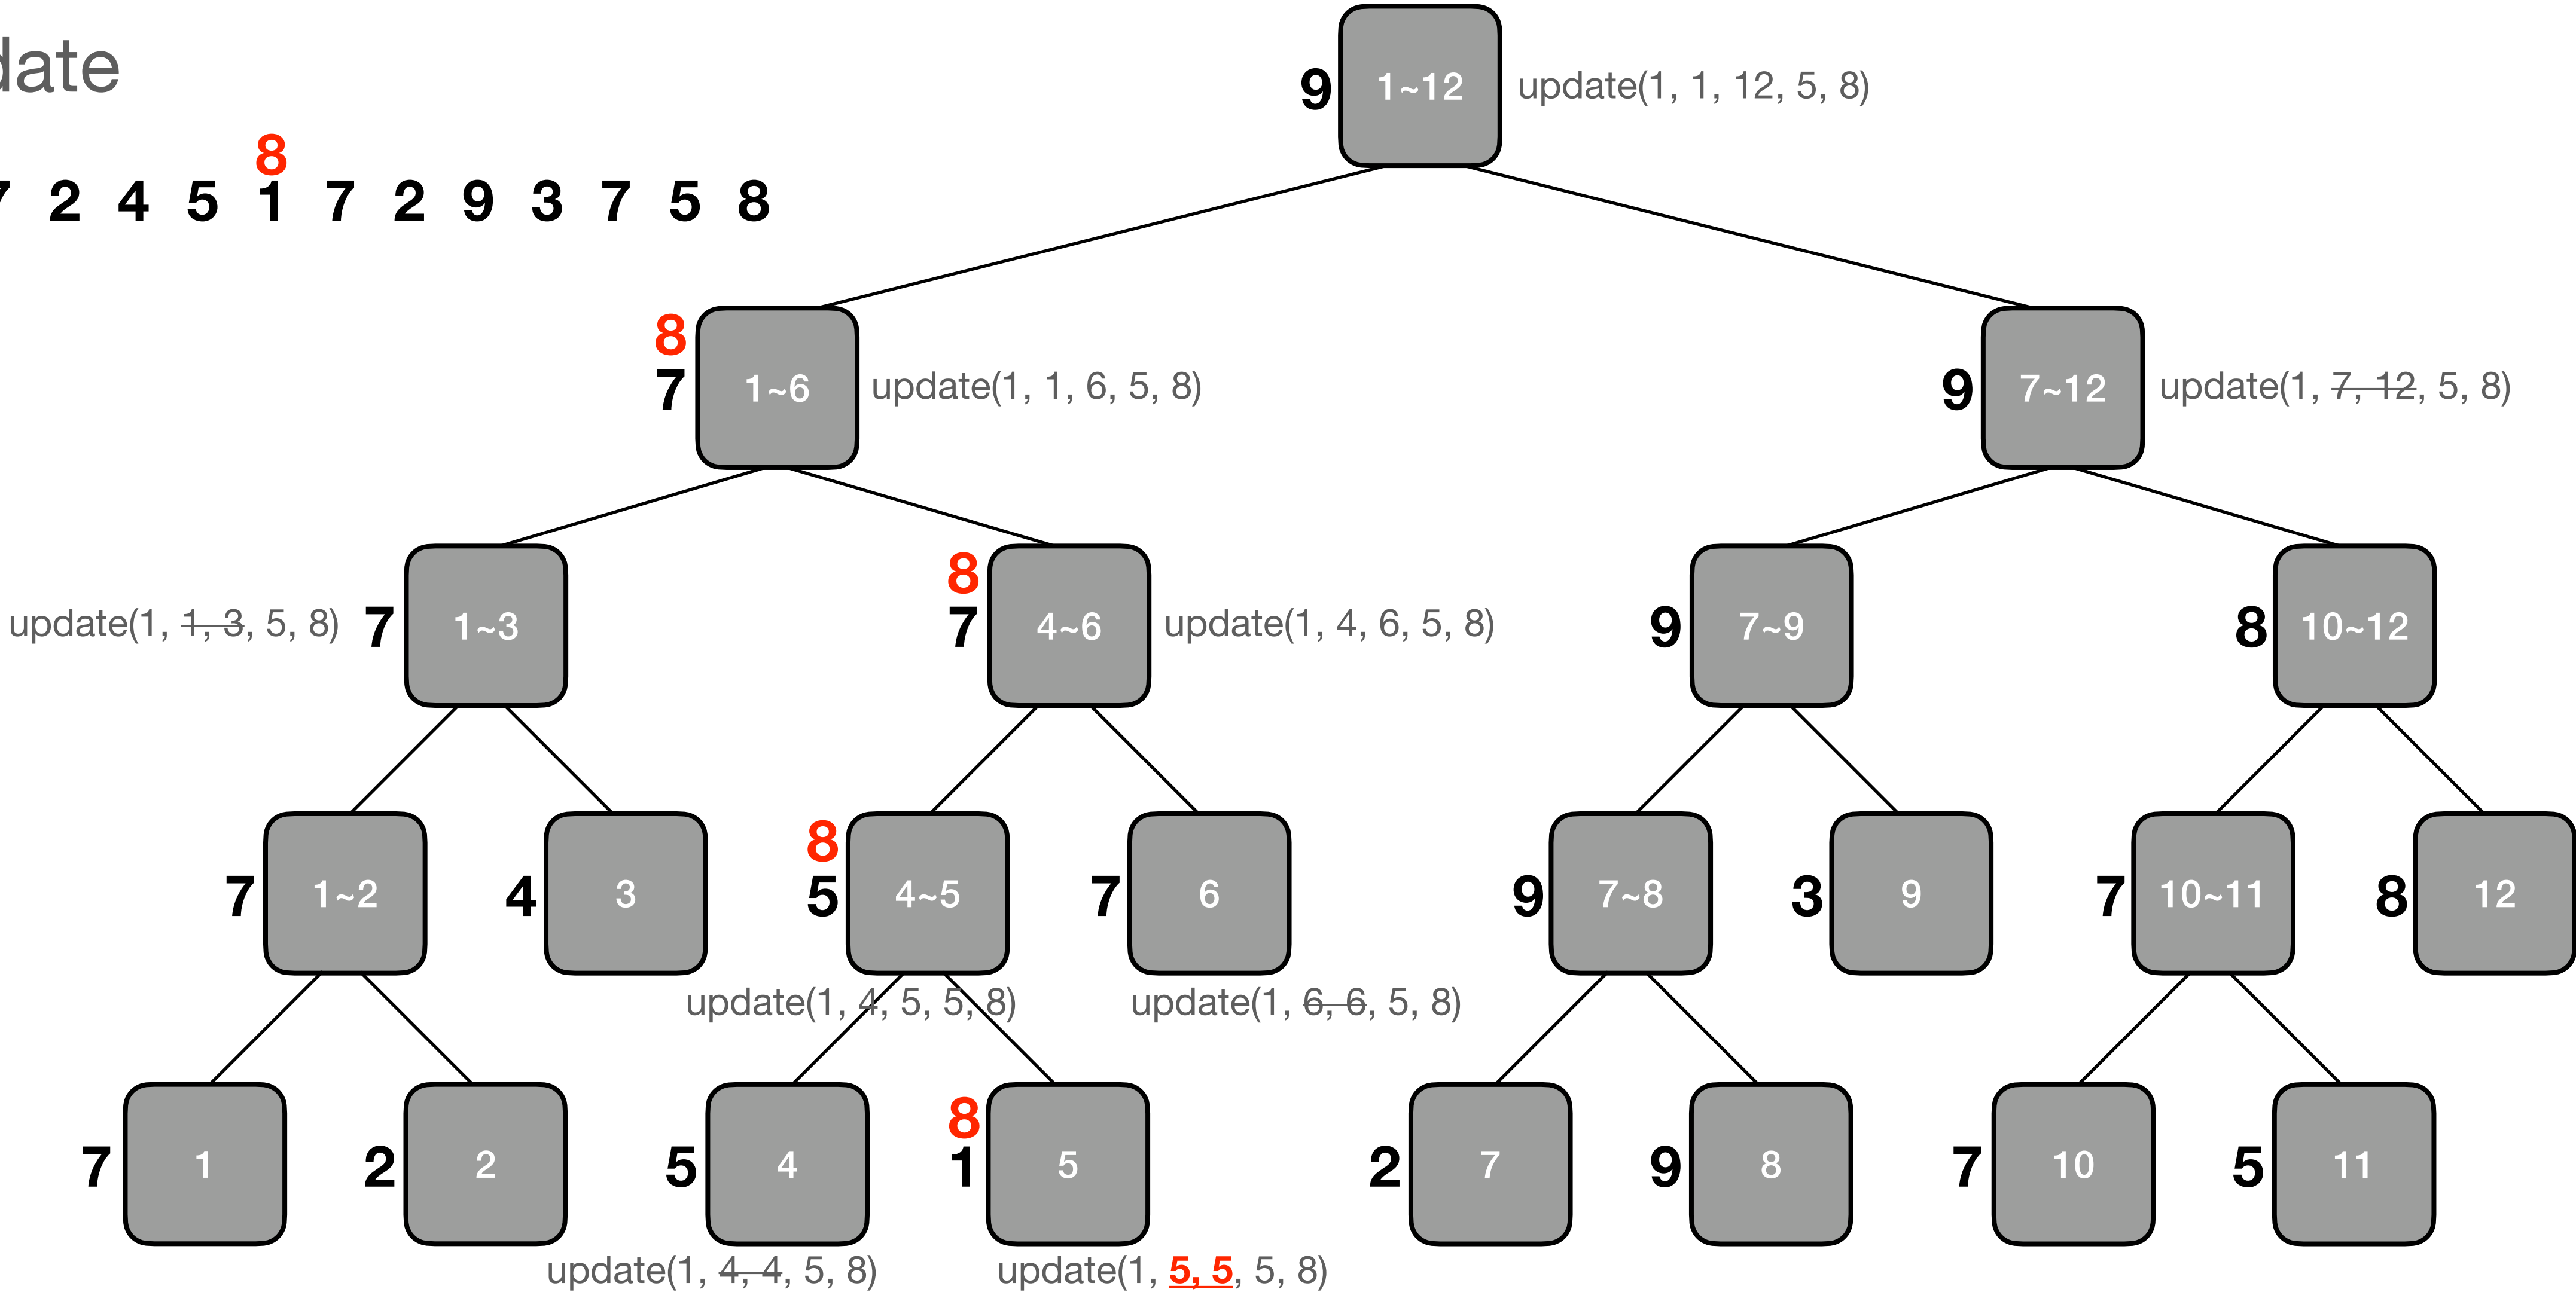 date
9 1~12 update(1, 1, 12, 5, 8)
8
7 2 4 5 1 7 2 9 3 7 5 8
8
7 1~6 update(1, 1, 6, 5, 8)
9 7~12 update(1, 7, 12, 5, 8)
update(1, 1, 3, 5, 8) 7 1~3
8
7 4~6 update(1, 4, 6, 5, 8)
9 7~9
8 10~12
7 1~2
4 3
8
5 4~5
7 6
9 7~8
3 9
7 10~11
8 12
update(1, 4, 5, 5, 8)
update(1, 6, 6, 5, 8)
7 1
2 2
5 4
8
1 5
2 7
9 8
7 10
5 11
update(1, 4, 4, 5, 8)
update(1, 5, 5, 5, 8)